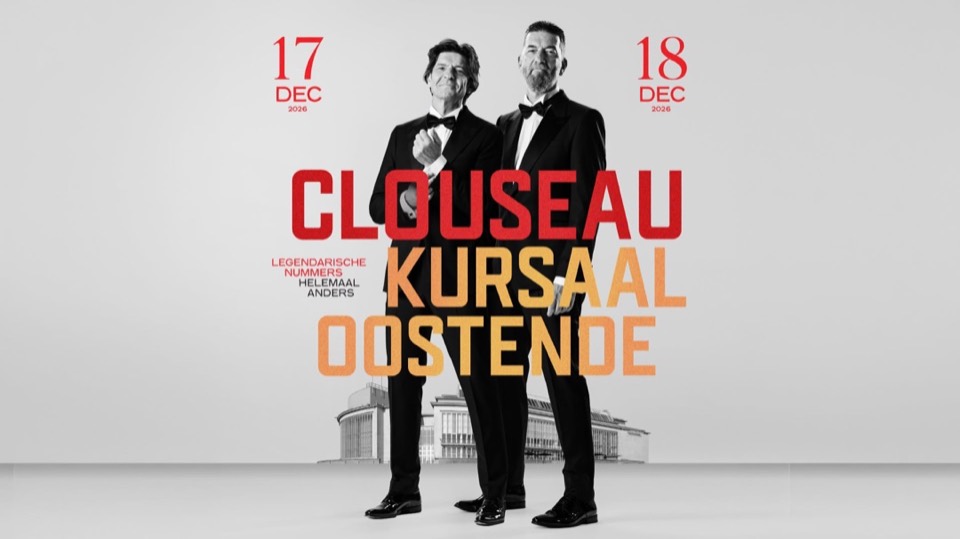 17
DEC
2026
18
DEC
2026
CLOUSEAU
LEGENDARISCHE
NUMMERS
HELEMAAL
ANDERS
KURSAAL
OOSTENDE